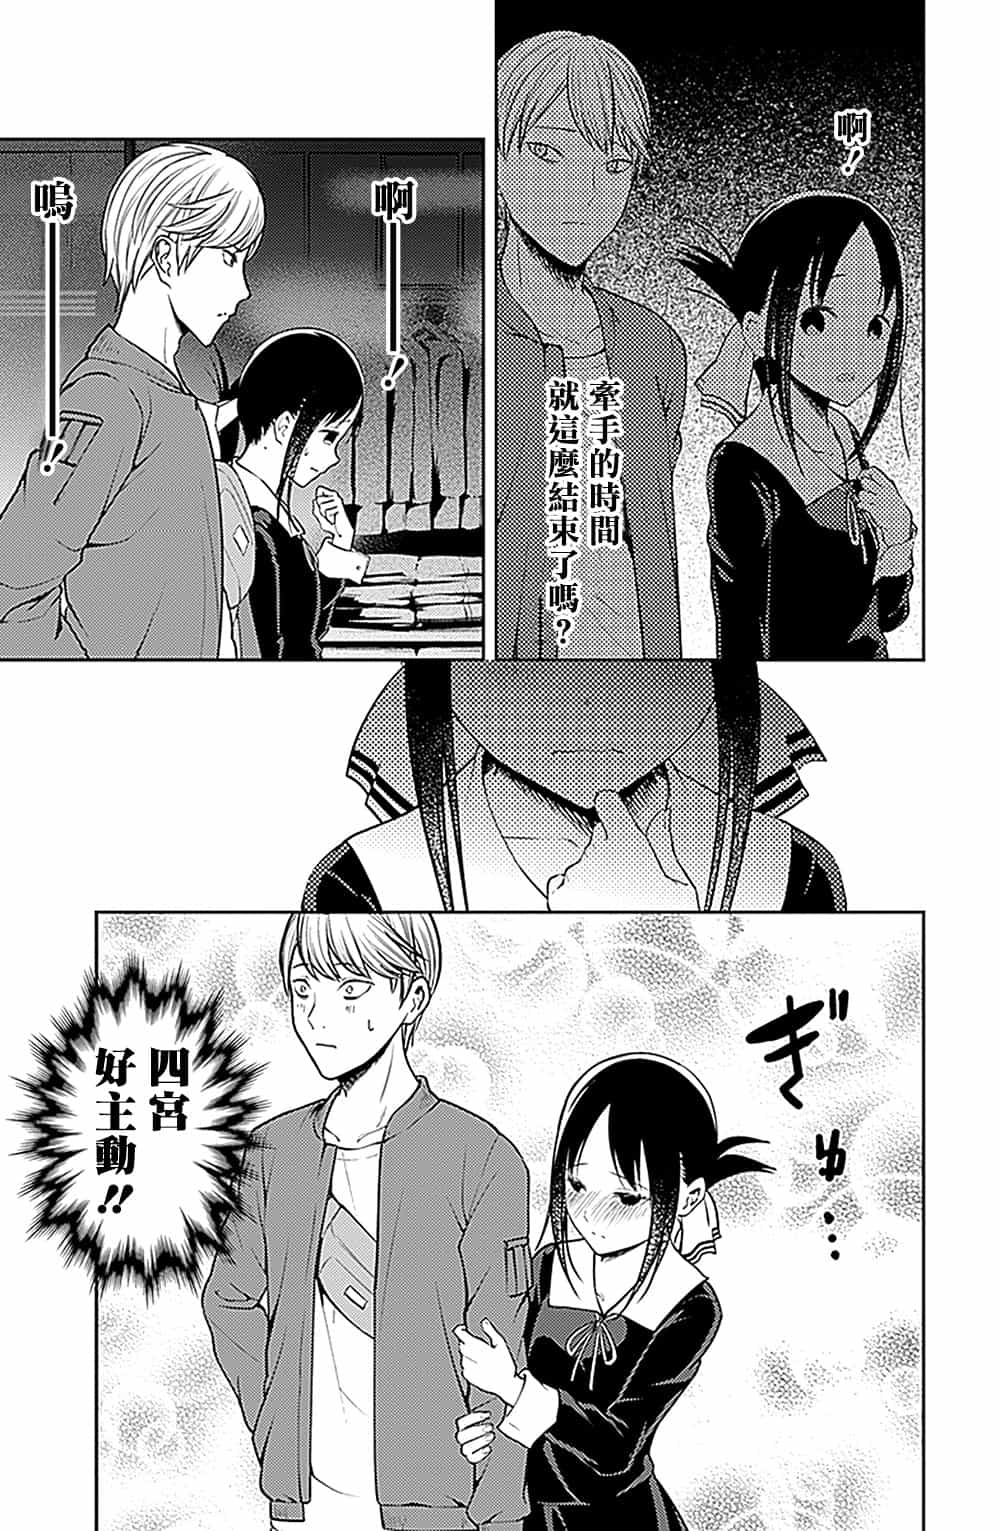 啊！
牽手的時間
就這麼結束了嗎？
啊——！
嗚——！
ぎ
ゅ
…
四宮
好主動！！